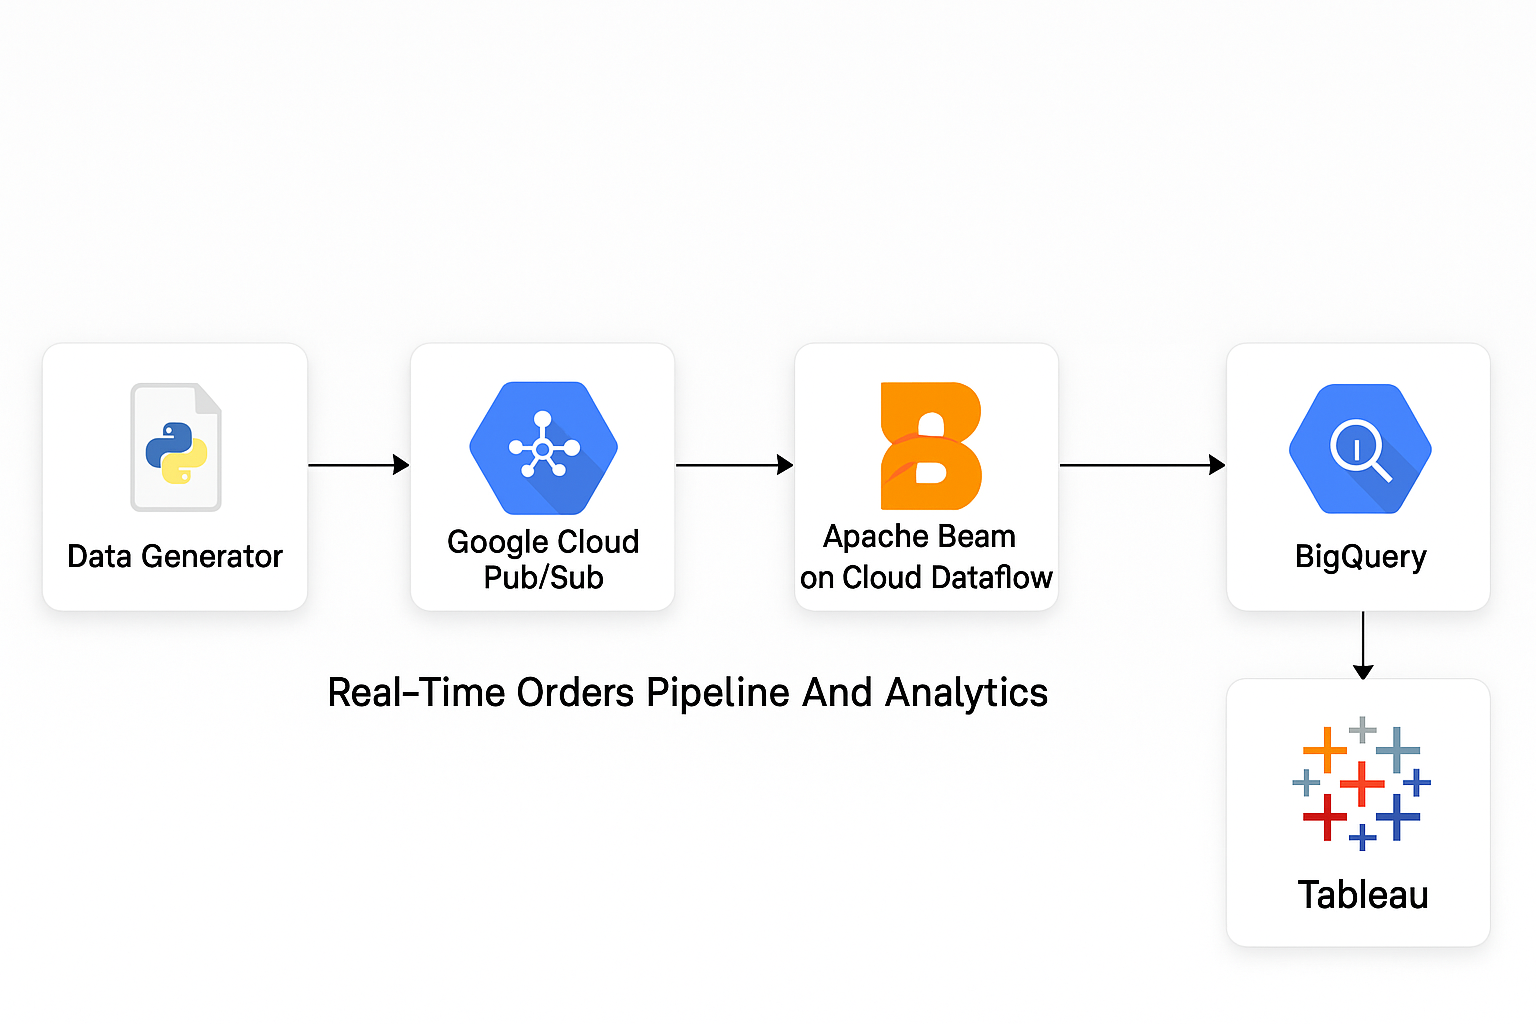 Data Generator
Google Cloud
Pub/Sub
Apache Beam
on Cloud Dataflow
BigQuery
Real-Time Orders Pipeline And Analytics
Tableau